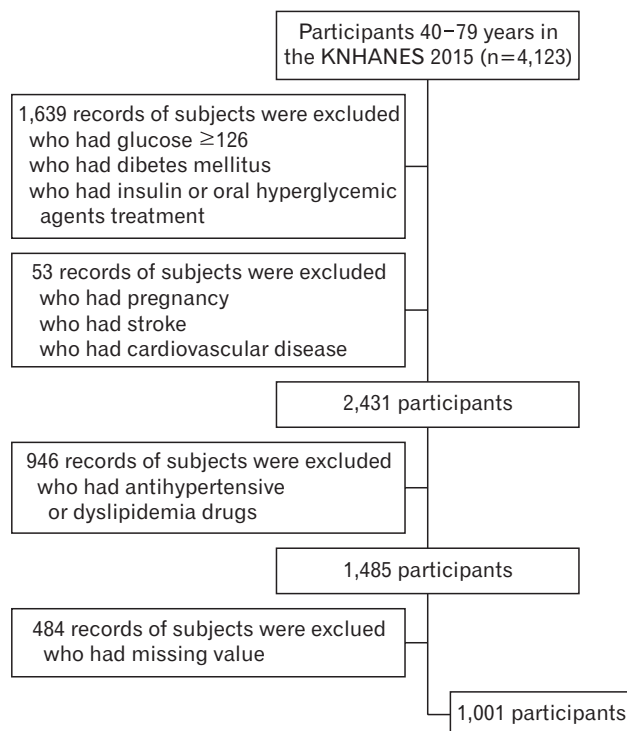 Participants 40–79 years in
the KNHANES 2015 (n=4,123)
1,639 records of subjects were excluded
who had glucose ≥126
who had dibetes mellitus
who had insulin or oral hyperglycemic
agents treatment
53 records of subjects were excluded
who had pregnancy
who had stroke
who had cardiovascular disease
2,431 participants
946 records of subjects were excluded
who had antihypertensive
or dyslipidemia drugs
1,485 participants
484 records of subjects were exclued
who had missing value
1,001 participants